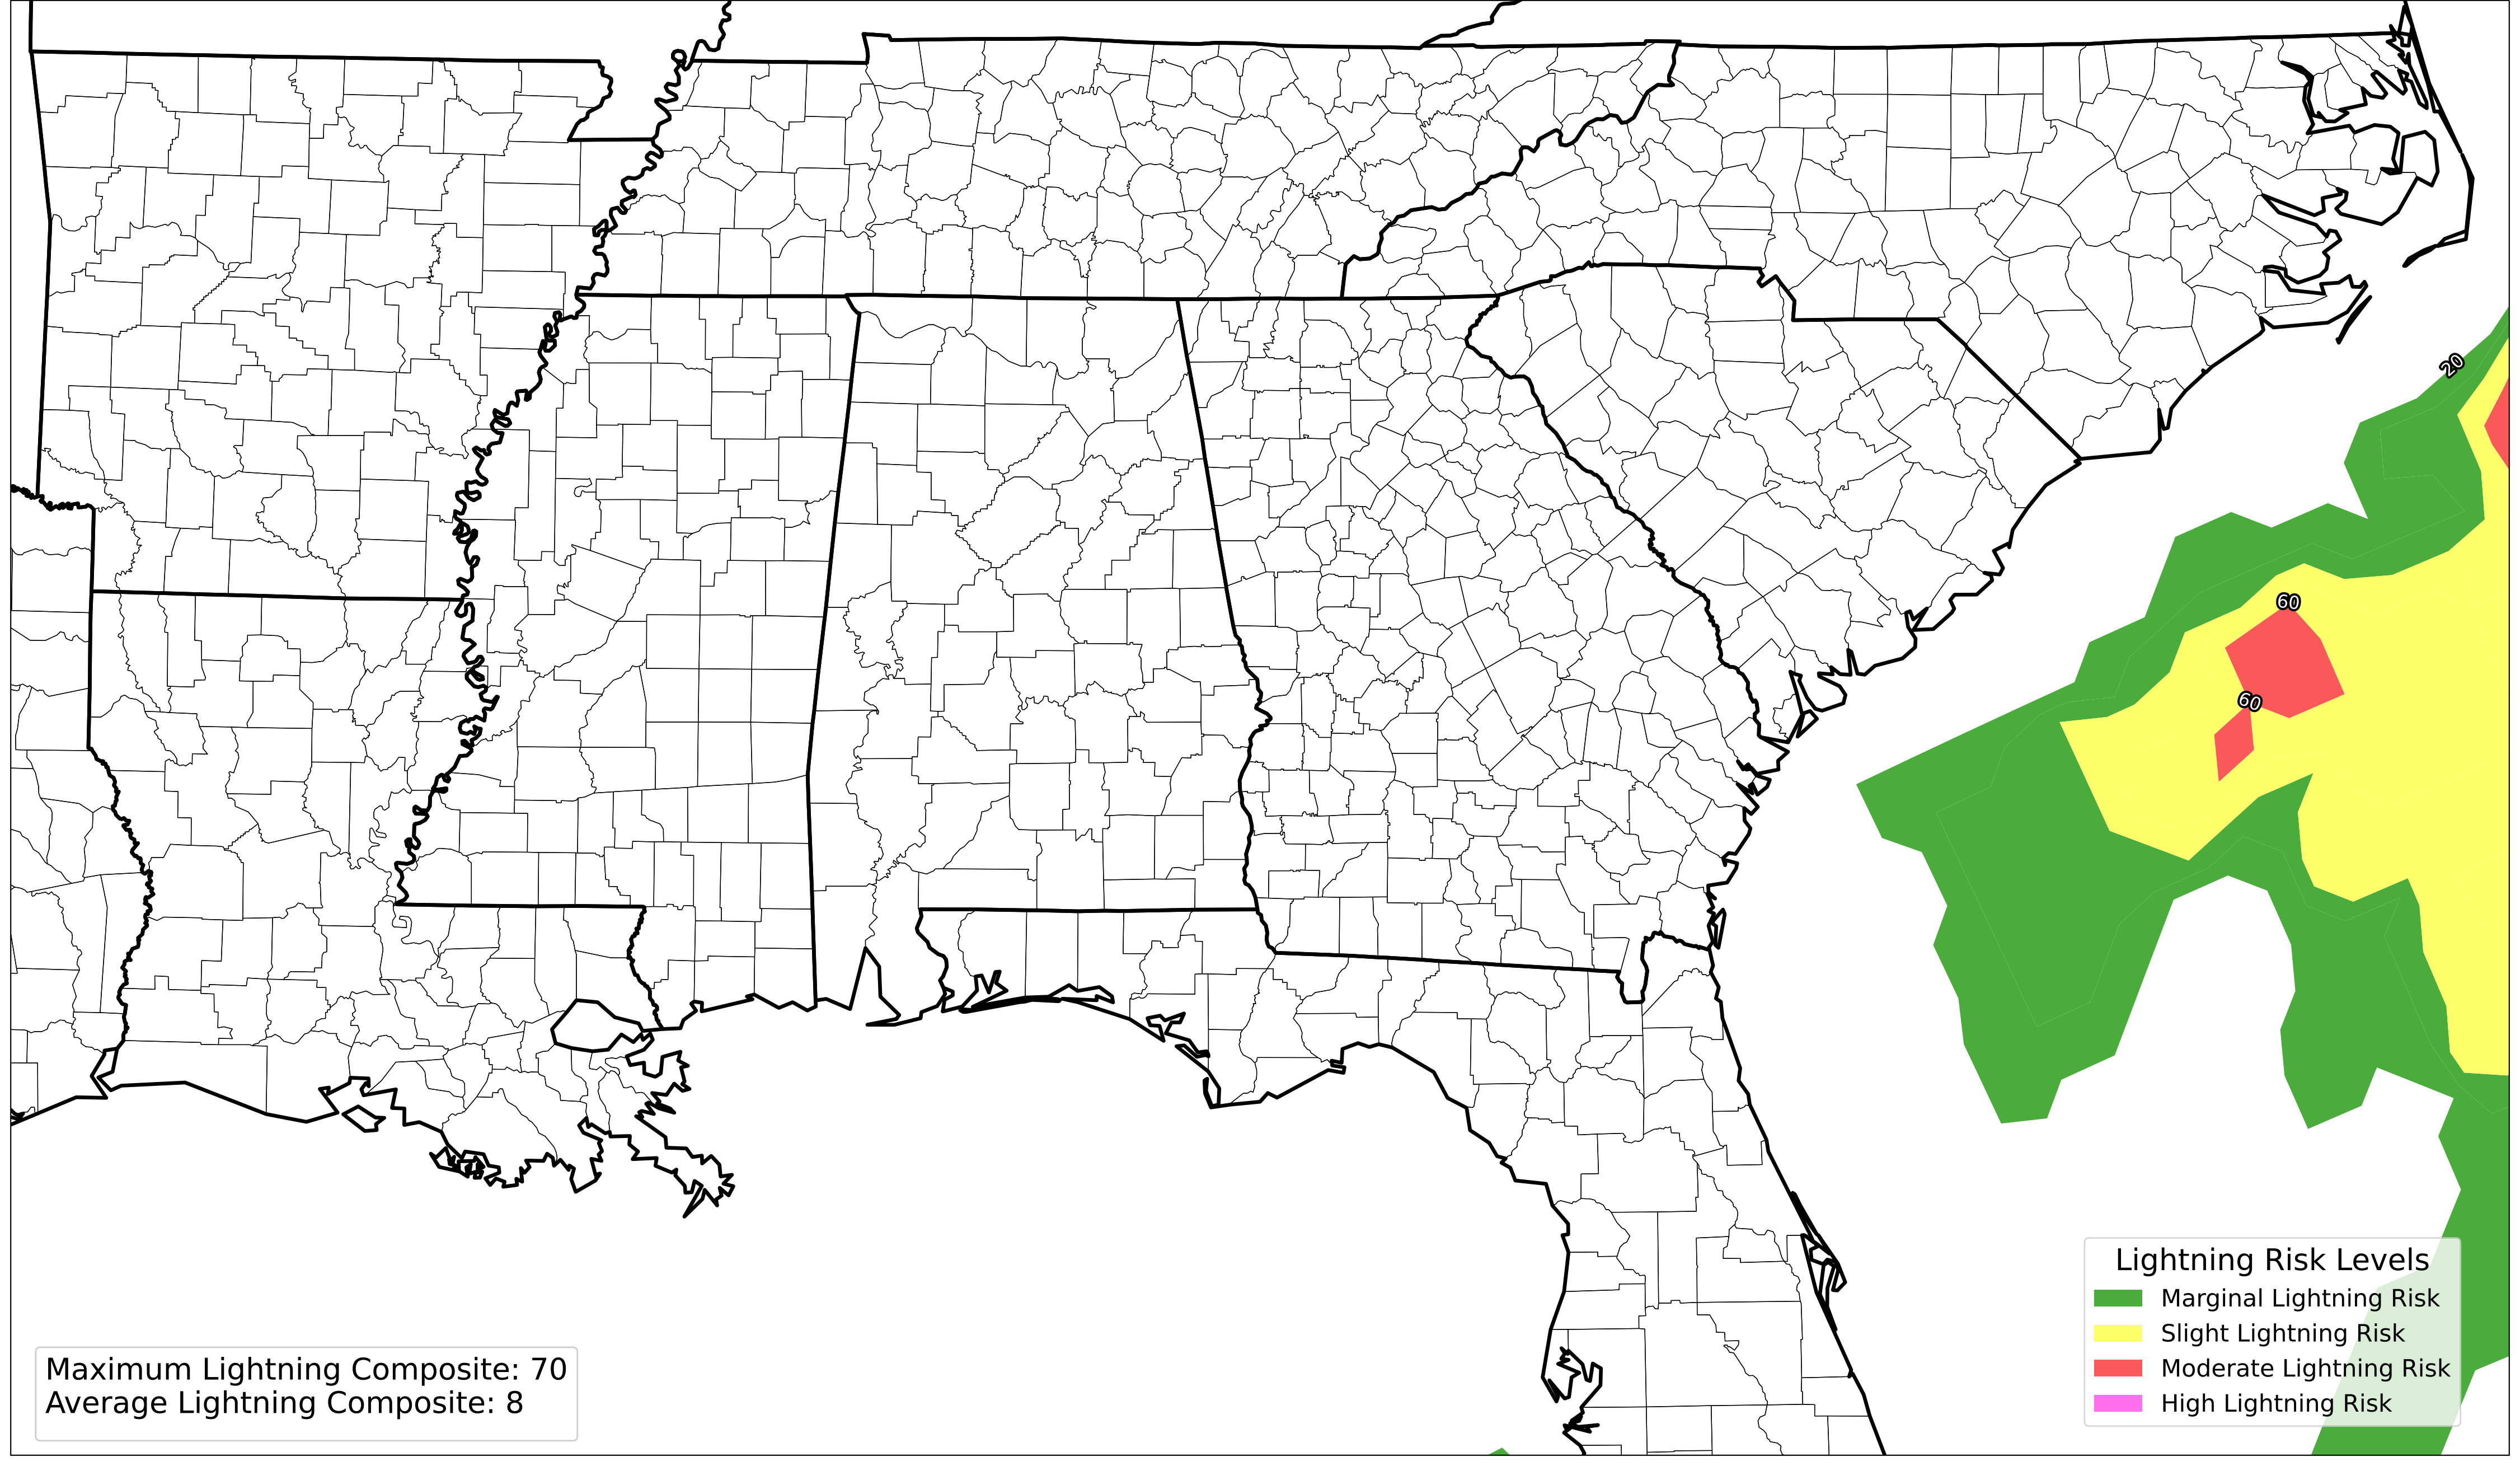 20
60
60
Lightning Risk Levels
Marginal Lightning Risk
Slight Lightning Risk
Moderate Lightning Risk
High Lightning Risk
Maximum Lightning Composite: 70
Average Lightning Composite: 8